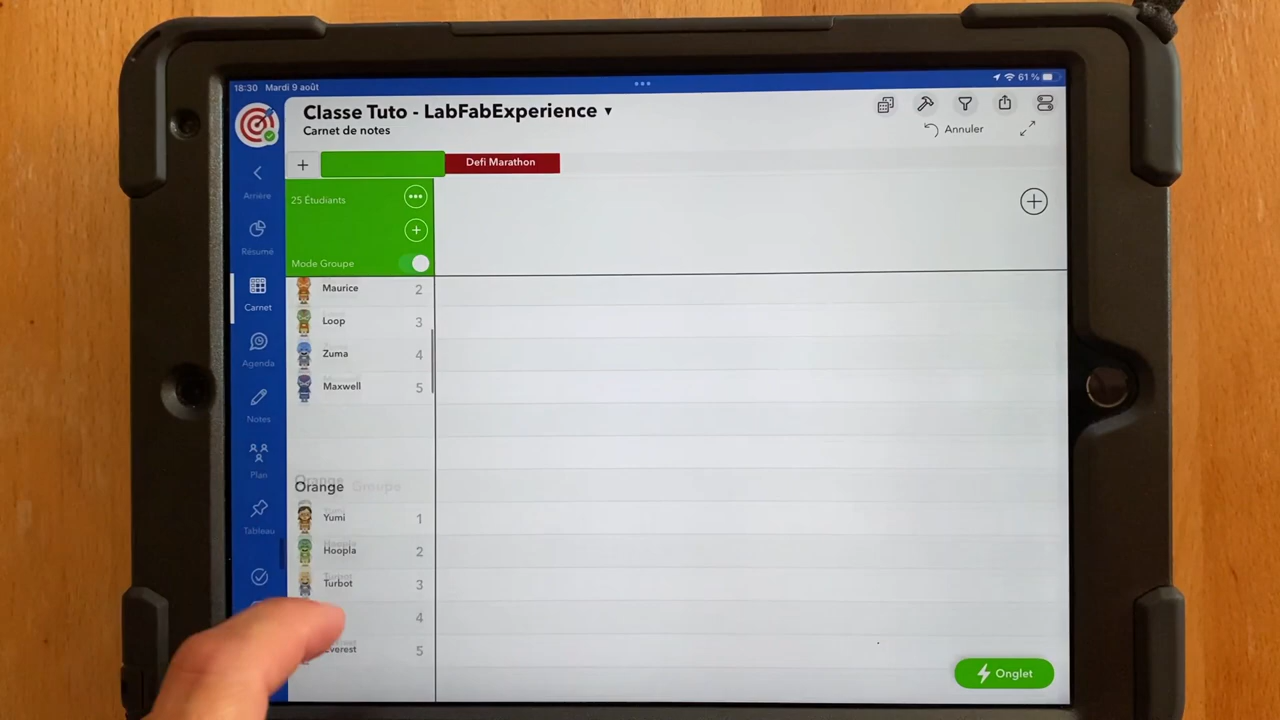 18:30 Mardi 9 août
61 %
Classe Tuto - LabFabExperience ▼
Carnet de notes
Annuler
+ Defi Marathon
25 Étudiants
Mode Groupe
Arrière
Résumé
Carnet
Agenda
Notes
Plan
Tableau
Maurice 2
Loop 3
Zuma 4
Maxwell 5
Orange Groupe
Yumi 1
Hoopla 2
Turbot 3
4
Everest 5
Onglet